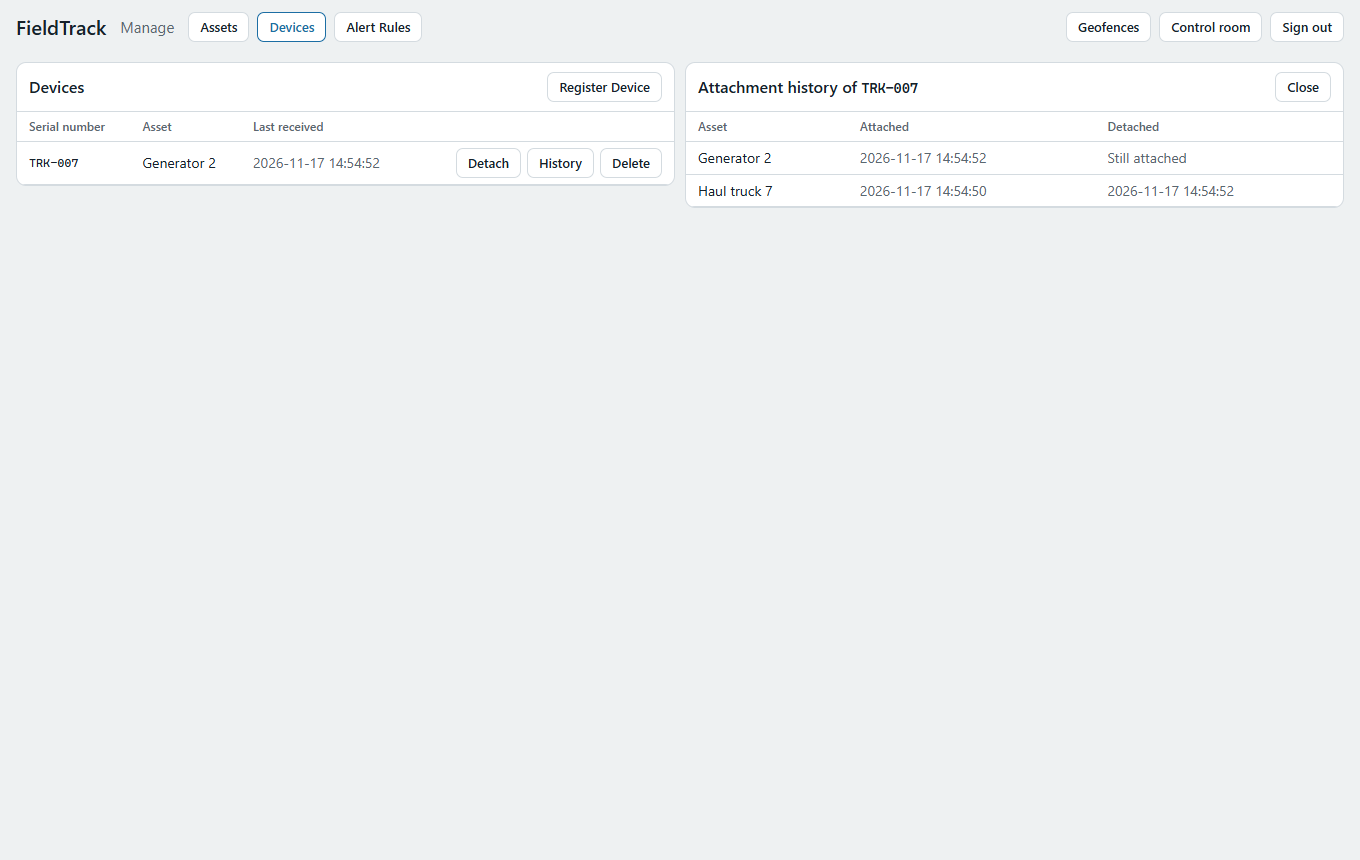 FieldTrack Manage Assets Devices Alert Rules Geofences Control room Sign out
Devices Register Device
Serial number Asset Last received
TRK-007 Generator 2 2026-11-17 14:54:52 Detach History Delete
Attachment history of TRK-007 Close
Asset Attached Detached
Generator 2 2026-11-17 14:54:52 Still attached
Haul truck 7 2026-11-17 14:54:50 2026-11-17 14:54:52